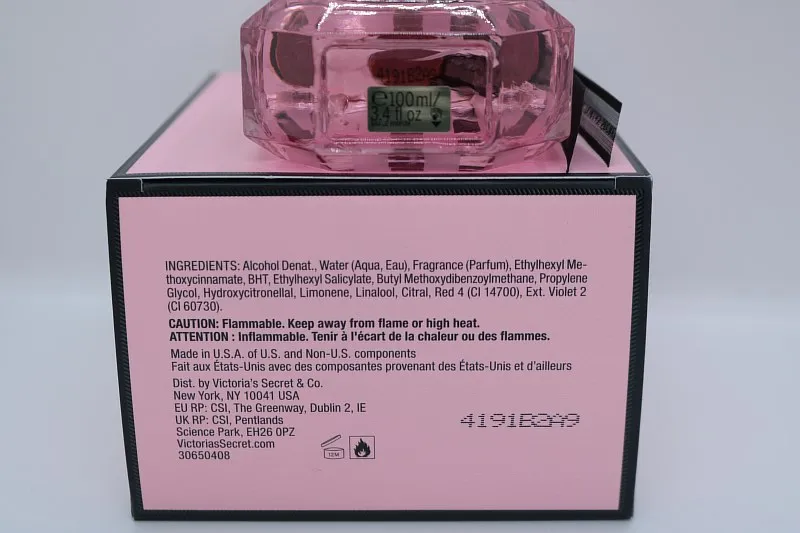 4191B2A9
℮100 ml/
3.4 fl oz
INGREDIENTS: Alcohol Denat., Water (Aqua, Eau), Fragrance (Parfum), Ethylhexyl Me-
thoxycinnamate, BHT, Ethylhexyl Salicylate, Butyl Methoxydibenzoylmethane, Propylene
Glycol, Hydroxycitronellal, Limonene, Linalool, Citral, Red 4 (CI 14700), Ext. Violet 2
(CI 60730).
CAUTION: Flammable. Keep away from flame or high heat.
ATTENTION : Inflammable. Tenir à l'écart de la chaleur ou des flammes.
Made in U.S.A. of U.S. and Non-U.S. components
Fait aux États-Unis avec des composantes provenant des États-Unis et d'ailleurs
Dist. by Victoria's Secret & Co.
New York, NY 10041 USA
EU RP: CSI, The Greenway, Dublin 2, IE
UK RP: CSI, Pentlands
Science Park, EH26 0PZ
VictoriasSecret.com
30650408
12M
4191B2A9